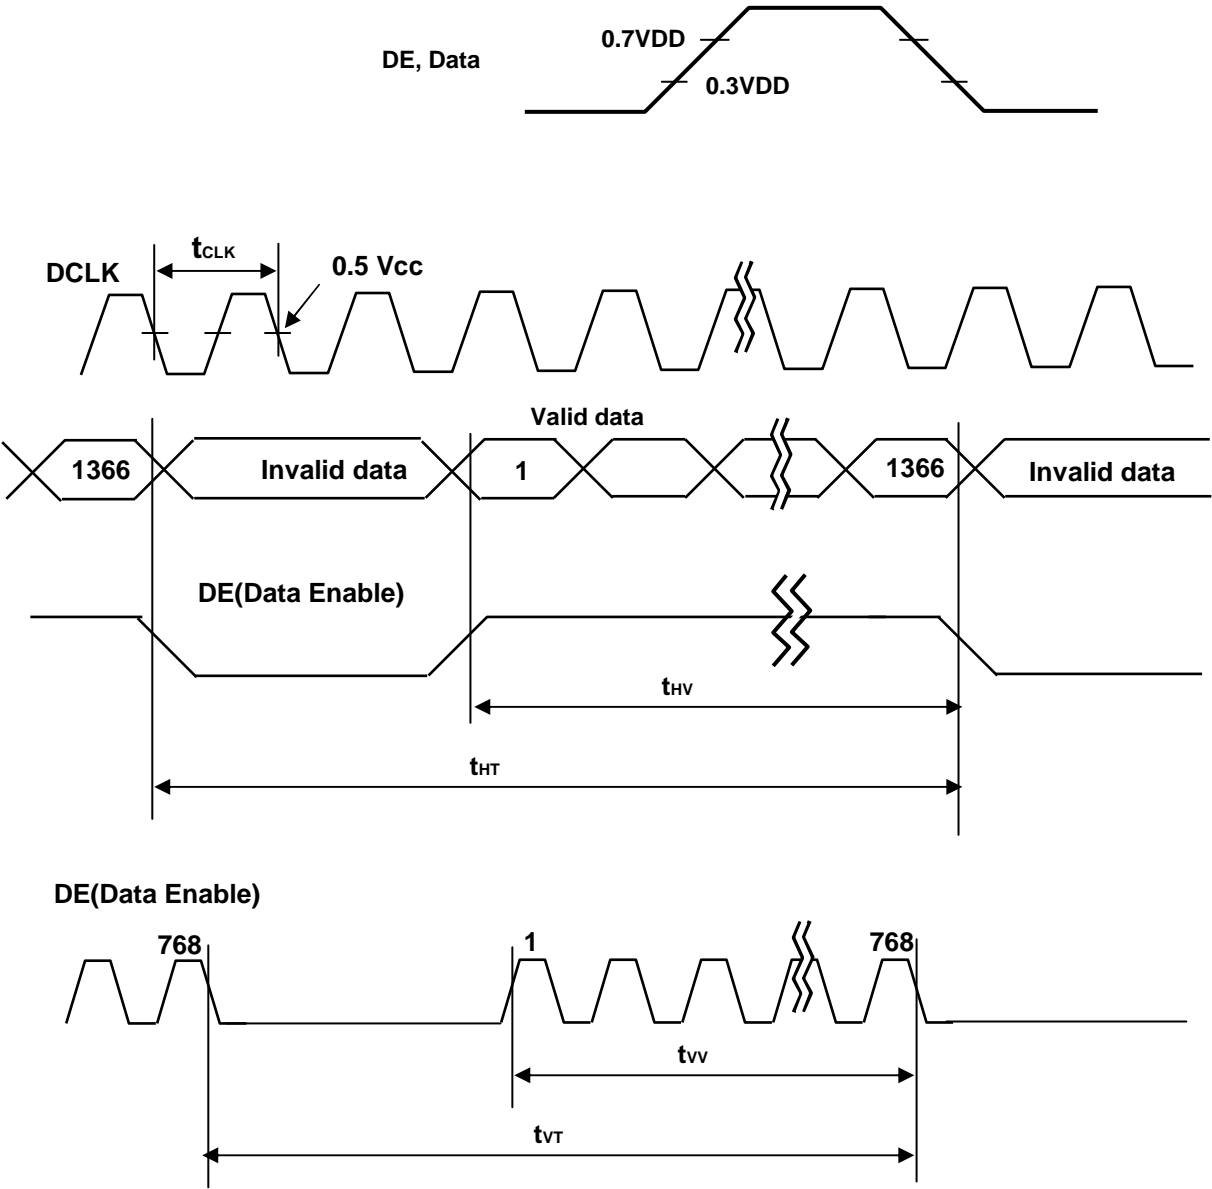 0.7VDD
DE, Data
0.3VDD
tCLK
DCLK
0.5 Vcc
Valid data
1366
Invalid data
1
1366
Invalid data
DE(Data Enable)
tHV
tHT
DE(Data Enable)
768
1
768
tVV
tVT